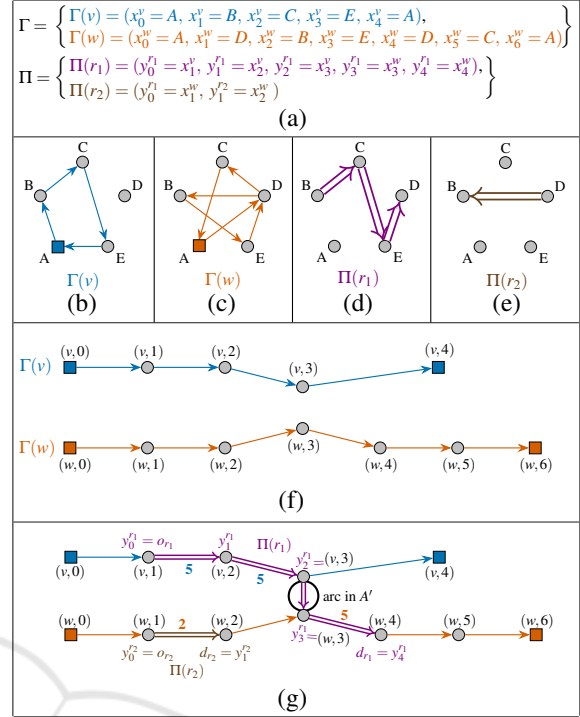 Γ = { Γ(v) = (x_0^v = A, x_1^v = B, x_2^v = C, x_3^v = E, x_4^v = A),
Γ(w) = (x_0^w = A, x_1^w = D, x_2^w = B, x_3^w = E, x_4^w = D, x_5^w = C, x_6^w = A) }
Π = { Π(r_1) = (y_0^{r_1} = x_1^v, y_1^{r_1} = x_2^v, y_2^{r_1} = x_3^v, y_3^{r_1} = x_3^w, y_4^{r_1} = x_4^w),
Π(r_2) = (y_0^{r_1} = x_1^w, y_1^{r_2} = x_2^w) }
(a)
C
B
D
A
E
Γ(v)
(b)
C
B
D
A
E
Γ(w)
(c)
C
B
D
A
E
Π(r_1)
(d)
C
B
D
A
E
Π(r_2)
(e)
Γ(v) (v,0) (v,1) (v,2) (v,3) (v,4)
Γ(w) (w,0) (w,1) (w,2) (w,3) (w,4) (w,5) (w,6)
(f)
y_0^{r_1} = o_{r_1} y_1^{r_1} Π(r_1)
y_2^{r_1} = (v,3)
(v,0) (v,1) (v,2) (v,4)
5 5
arc in A′
(w,0) (w,1) 2 (w,2) 5 (w,4) (w,5) (w,6)
y_3^{r_1} = (w,3)
y_0^{r_2} = o_{r_2} d_{r_2} = y_1^{r_2} d_{r_1} = y_4^{r_1}
Π(r_2)
(g)